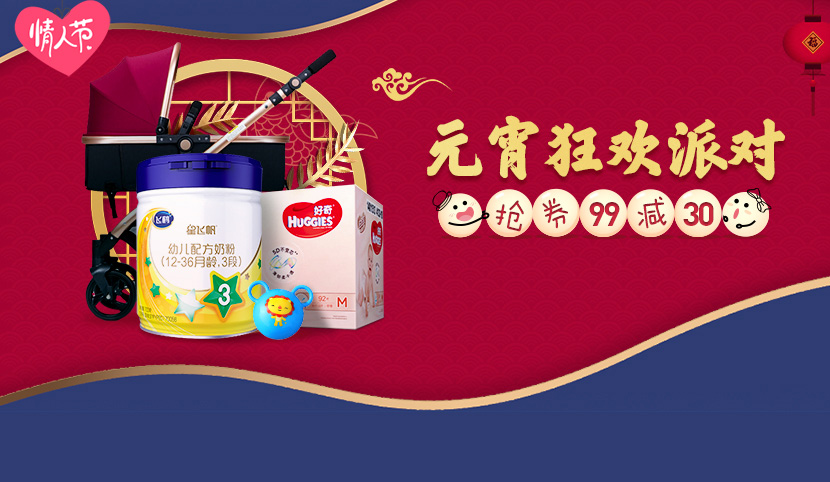 情人节
元宵狂欢派对
抢券99减30
飞鹤
星飞帆
幼儿配方奶粉
(12-36月龄,3段)
3
好奇
HUGGIES
92+
M
福